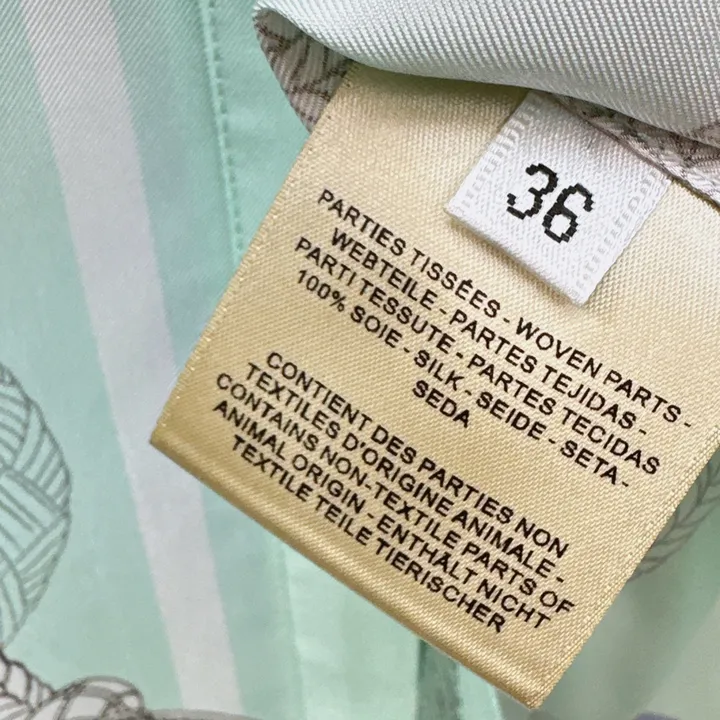 36
PARTIES TISSÉES - WOVEN PARTS -
WEBTEILE - PARTES TEJIDAS -
PARTI TESSUTE - PARTES TECIDAS
100% SOIE - SILK - SEIDE - SETA -
SEDA
CONTIENT DES PARTIES NON
TEXTILES D'ORIGINE ANIMALE -
CONTAINS NON-TEXTILE PARTS OF
ANIMAL ORIGIN - ENTHÄLT NICHT
TEXTILE TEILE TIERISCHER